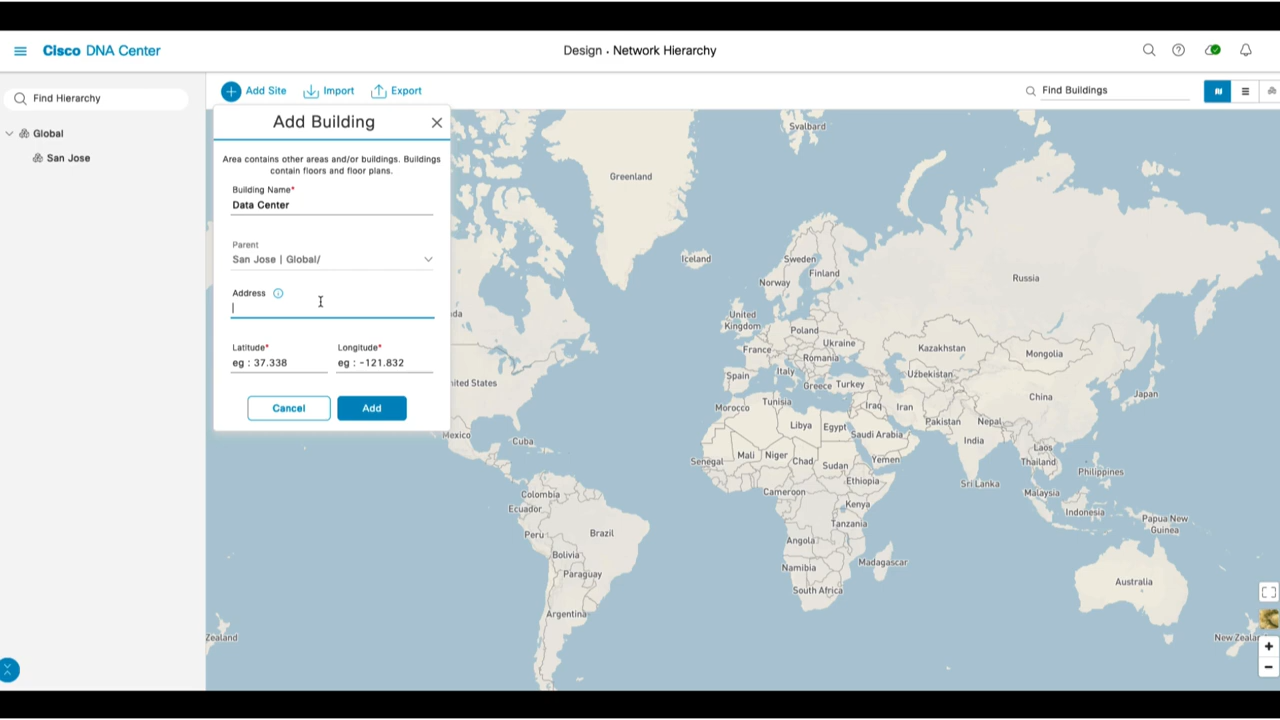 Cisco DNA Center
Design · Network Hierarchy
Find Hierarchy
Global
San Jose
Add Site
Import
Export
Find Buildings
Add Building
Area contains other areas and/or buildings. Buildings
contain floors and floor plans.
Building Name*
Data Center
Parent
San Jose | Global/
Address
Latitude*
Longitude*
eg : 37.338
eg : -121.832
Cancel
Add
Svalbard
Greenland
Iceland
Sweden
Finland
Norway
Russia
United
Kingdom
Poland
France
Ukraine
Romania
Kazakhstan
Mongolia
Italy
Spain
Greece
Turkey
Uzbekistan
China
Japan
Morocco
Tunisia
Iraq
Iran
Libya
Egypt
Pakistan
Nepal
Saudi Arabia
India
Laos
Mali
Niger
Chad
Sudan
Yemen
Thailand
Senegal
Philippines
Ethiopia
Sri Lanka
Cameroon
Malaysia
Kenya
Indonesia
Papua New
Guinea
Tanzania
Angola
Madagascar
Namibia
South Africa
Australia
New Zealan
da
nited States
Mexico
Cuba
Colombia
Ecuador
Peru
Brazil
Bolivia
Paraguay
Argentina
Zealand